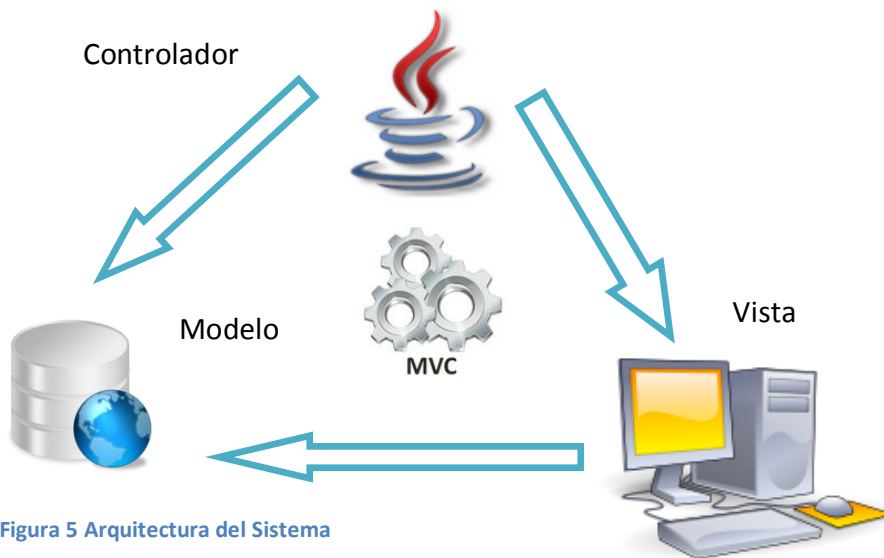 Controlador
Modelo
Vista
MVC
Figura 5 Arquitectura del Sistema